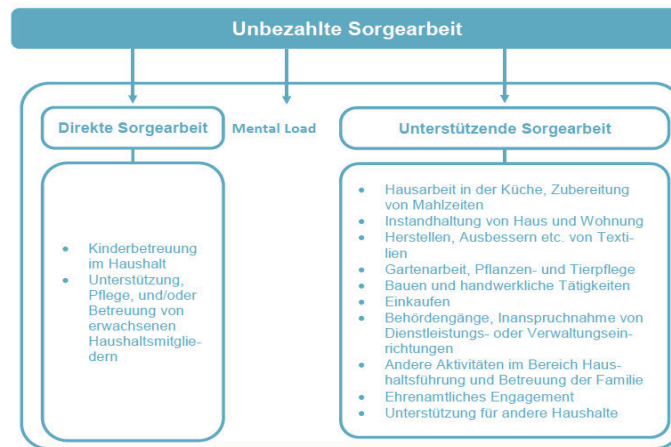 Unbezahlte Sorgearbeit
Direkte Sorgearbeit
Mental Load
Unterstützende Sorgearbeit
• Kinderbetreuung
im Haushalt
• Unterstützung,
Pflege, und/oder
Betreuung von
erwachsenen
Haushaltsmitglie-
dern
• Hausarbeit in der Küche, Zubereitung
von Mahlzeiten
• Instandhaltung von Haus und Wohnung
• Herstellen, Ausbessern etc. von Texti-
lien
• Gartenarbeit, Pflanzen- und Tierpflege
• Bauen und handwerkliche Tätigkeiten
• Einkaufen
• Behördengänge, Inanspruchnahme von
Dienstleistungs- oder Verwaltungsein-
richtungen
• Andere Aktivitäten im Bereich Haus-
haltsführung und Betreuung der Familie
• Ehrenamtliches Engagement
• Unterstützung für andere Haushalte